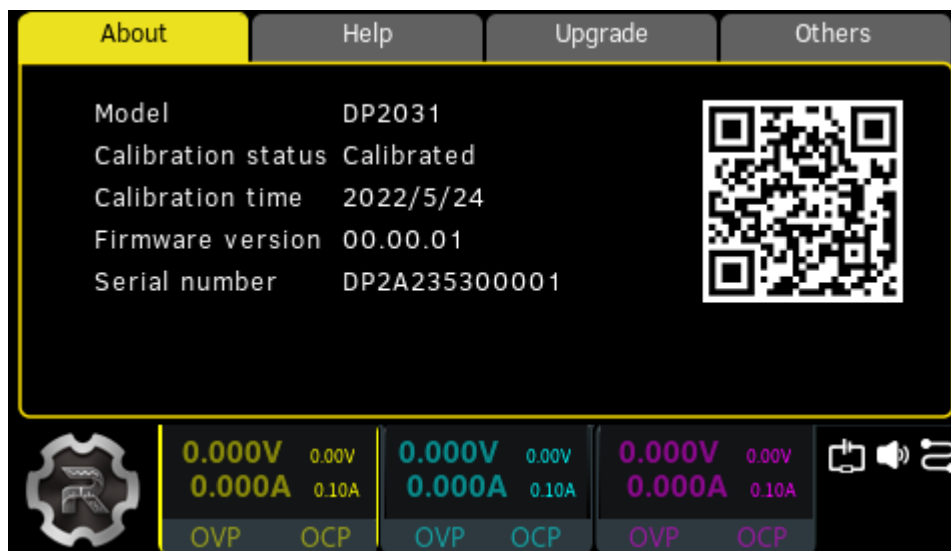 About Help Upgrade Others
Model DP2031
Calibration status Calibrated
Calibration time 2022/5/24
Firmware version 00.00.01
Serial number DP2A235300001
0.000V 0.00V 0.000V 0.00V 0.000V 0.00V
0.000A 0.10A 0.000A 0.10A 0.000A 0.10A
OVP OCP OVP OCP OVP OCP